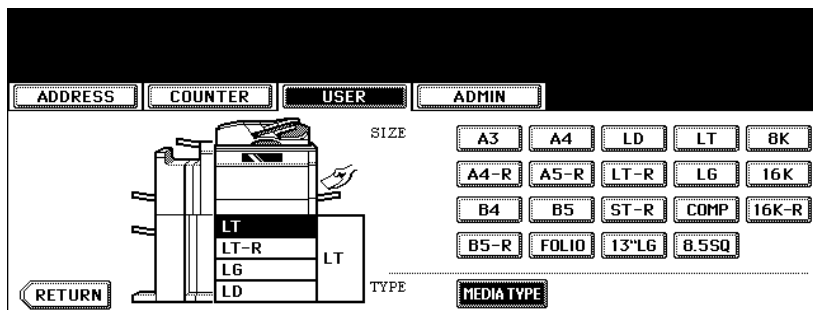 ADDRESS COUNTER USER ADMIN
SIZE A3 A4 LD LT 8K
A4-R A5-R LT-R LG 16K
B4 B5 ST-R COMP 16K-R
B5-R FOLIO 13"LG 8.5SQ
LT
LT-R
LT
LG
LD
RETURN
TYPE MEDIA TYPE